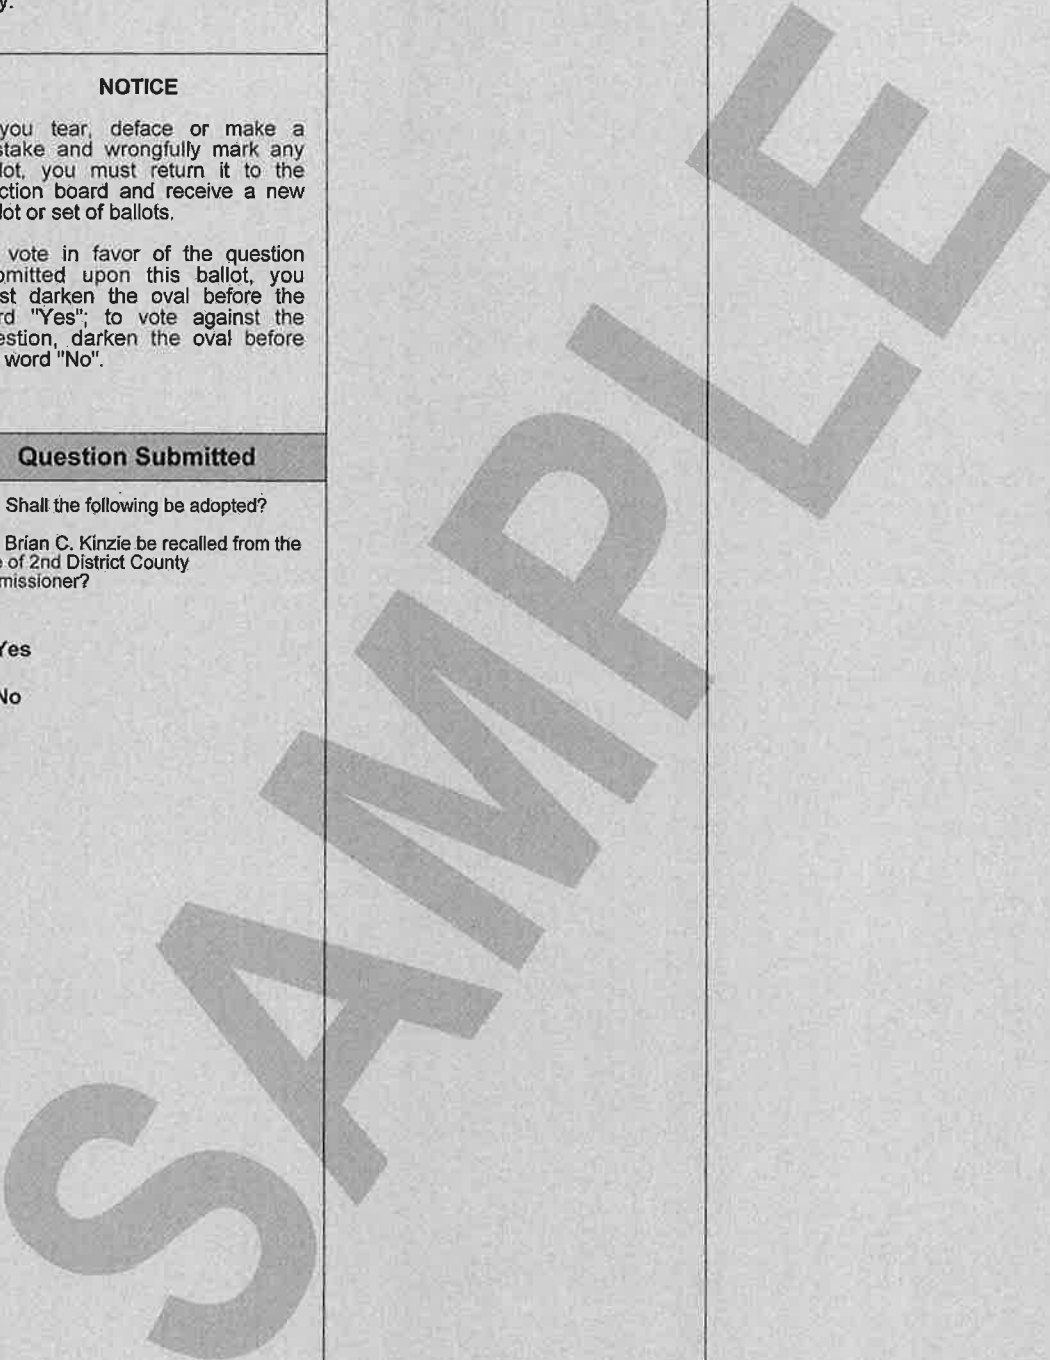 y.
NOTICE
you tear, deface or make a
stake and wrongfully mark any
lot, you must return it to the
ction board and receive a new
lot or set of ballots.
vote in favor of the question
omitted upon this ballot, you
st darken the oval before the
rd "Yes"; to vote against the
estion, darken the oval before
word "No".
Question Submitted
Shall the following be adopted?
Brian C. Kinzie be recalled from the
e of 2nd District County
missioner?
Yes
No
SAMPLE